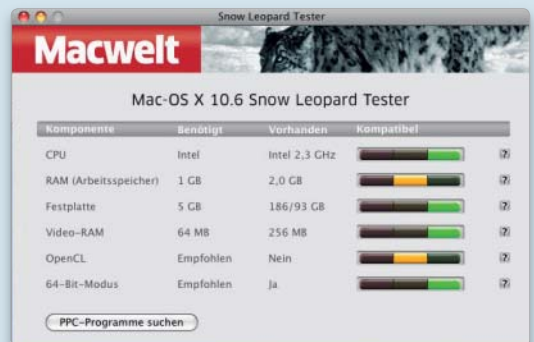 Snow Leopard Tester
Macwelt
Mac-OS X 10.6 Snow Leopard Tester
Komponente Benötigt Vorhanden Kompatibel
CPU Intel Intel 2,3 GHz ?
RAM (Arbeitsspeicher) 1 GB 2,0 GB ?
Festplatte 5 GB 186/93 GB ?
Video-RAM 64 MB 256 MB ?
OpenCL Empfohlen Nein ?
64-Bit-Modus Empfohlen Ja ?
PPC-Programme suchen